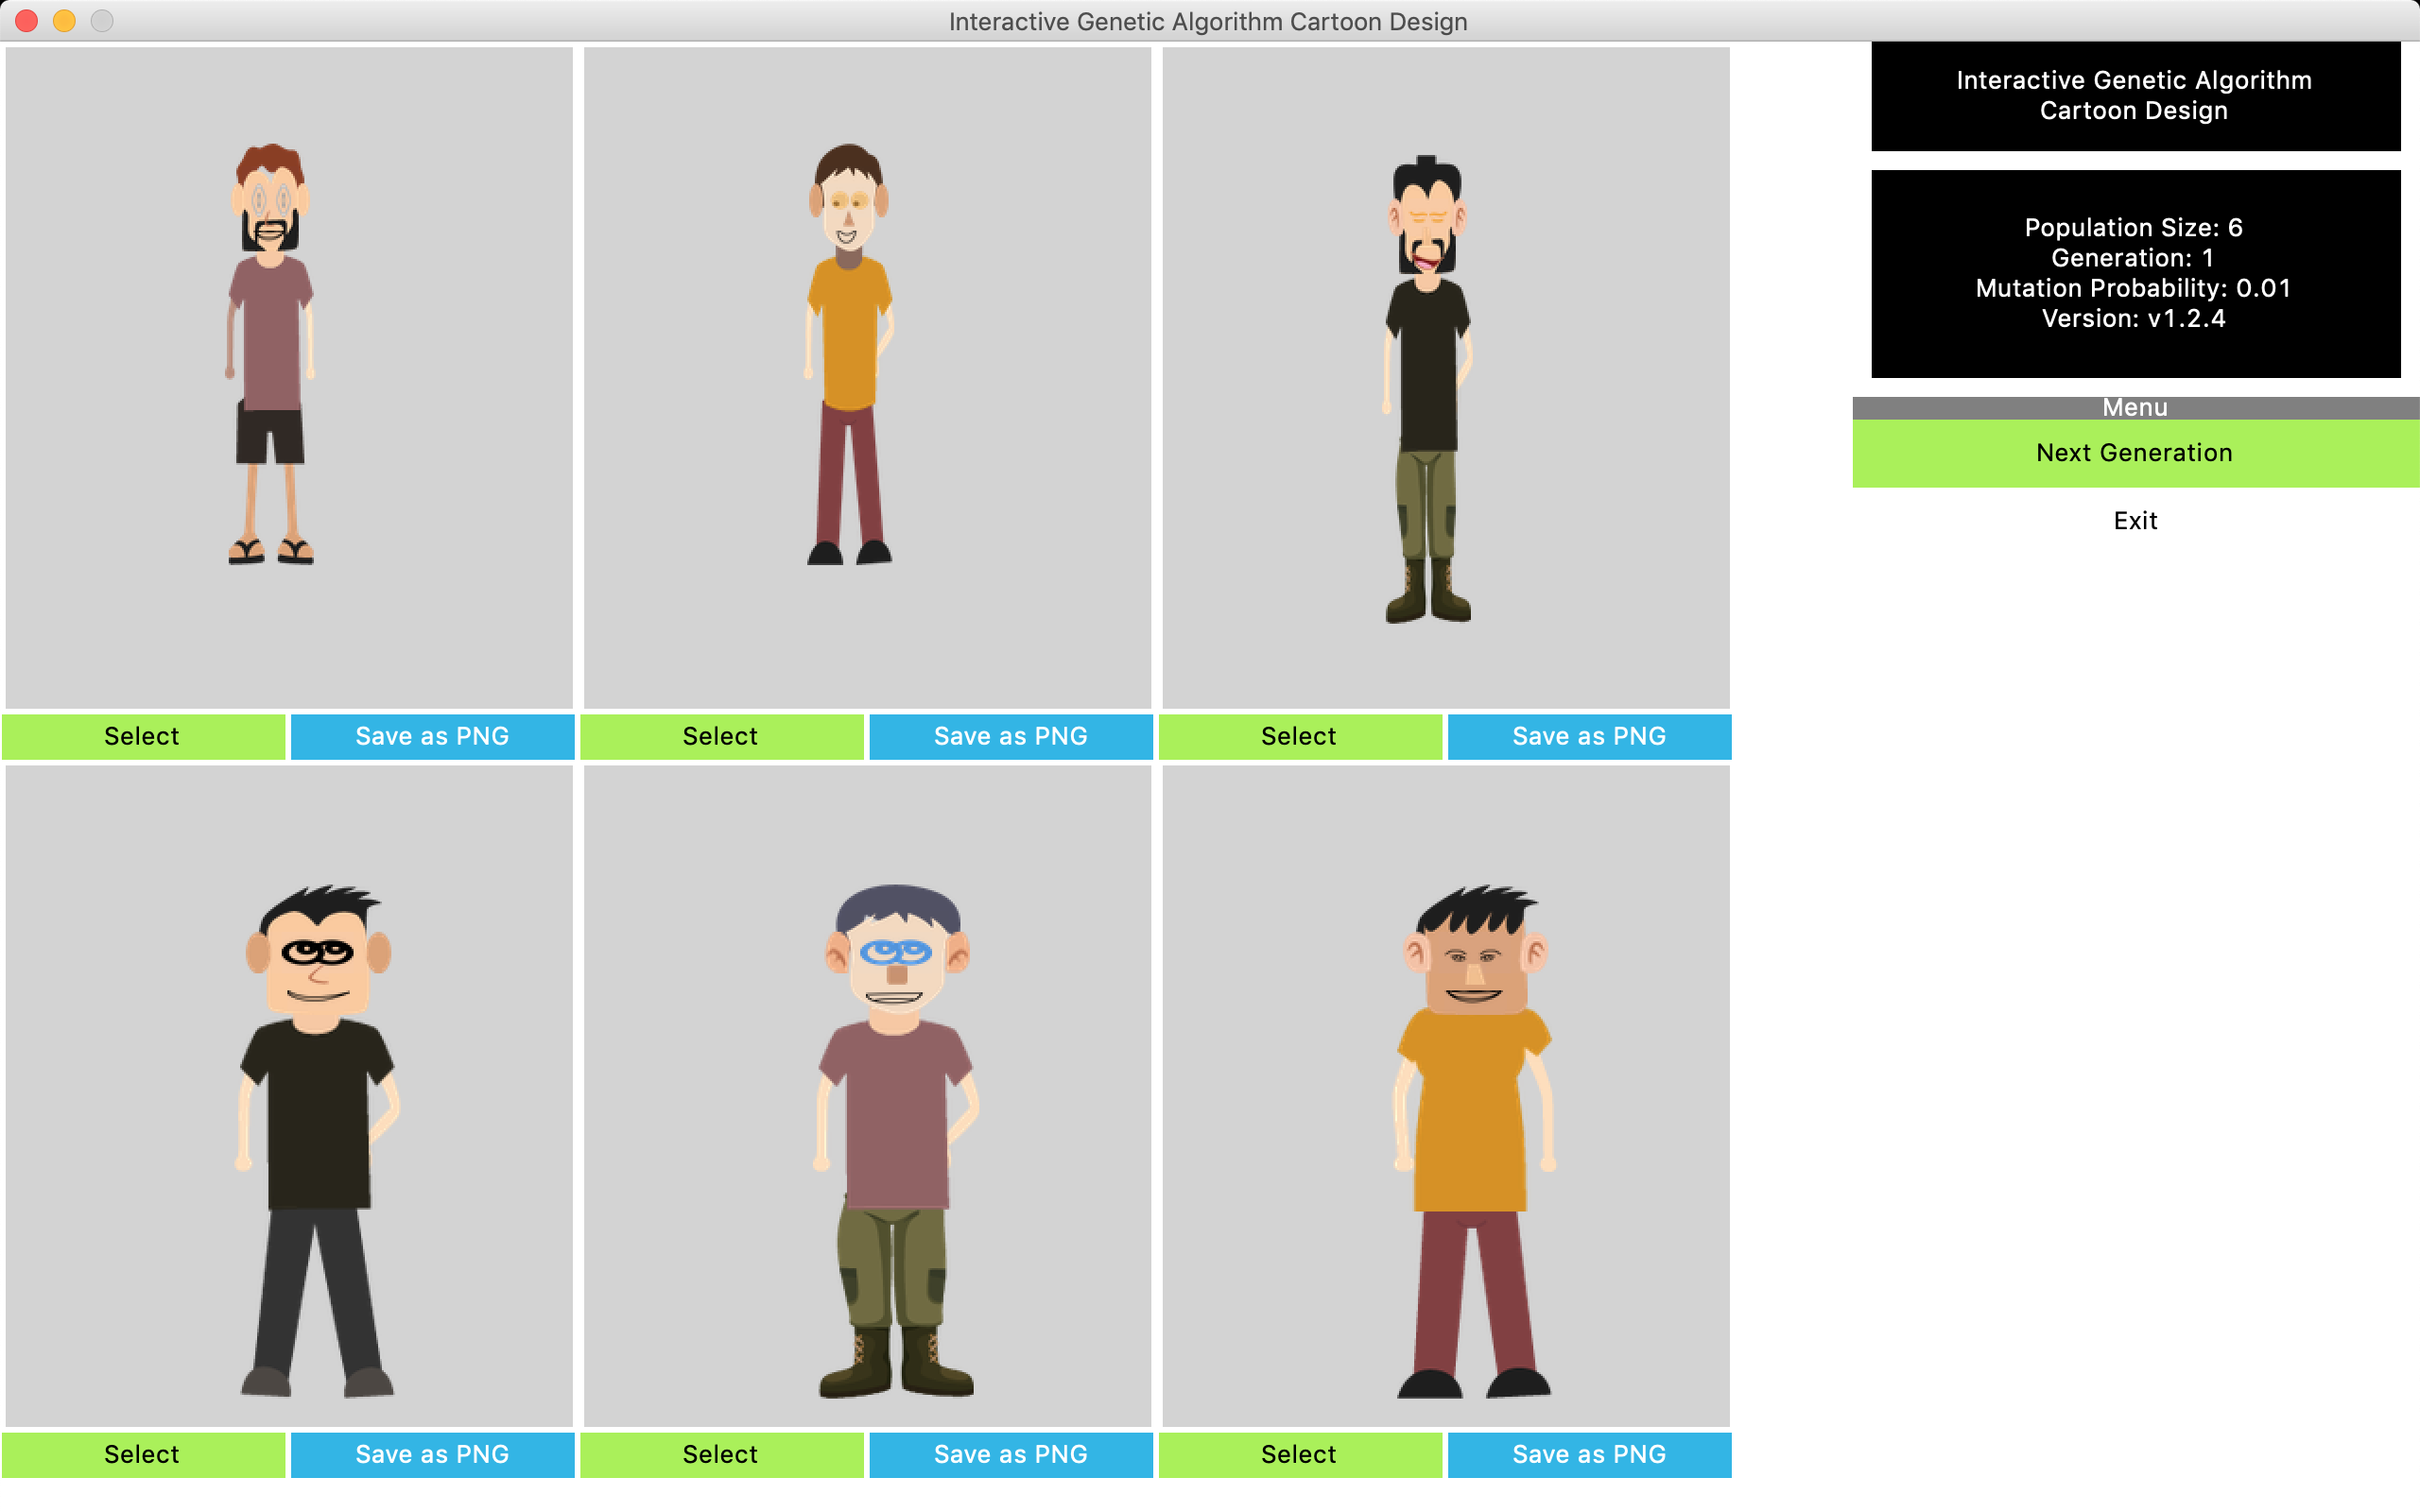 Interactive Genetic Algorithm Cartoon Design
Interactive Genetic Algorithm
Cartoon Design
Population Size: 6
Generation: 1
Mutation Probability: 0.01
Version: v1.2.4
Menu
Next Generation
Exit
Select
Save as PNG
Select
Save as PNG
Select
Save as PNG
Select
Save as PNG
Select
Save as PNG
Select
Save as PNG